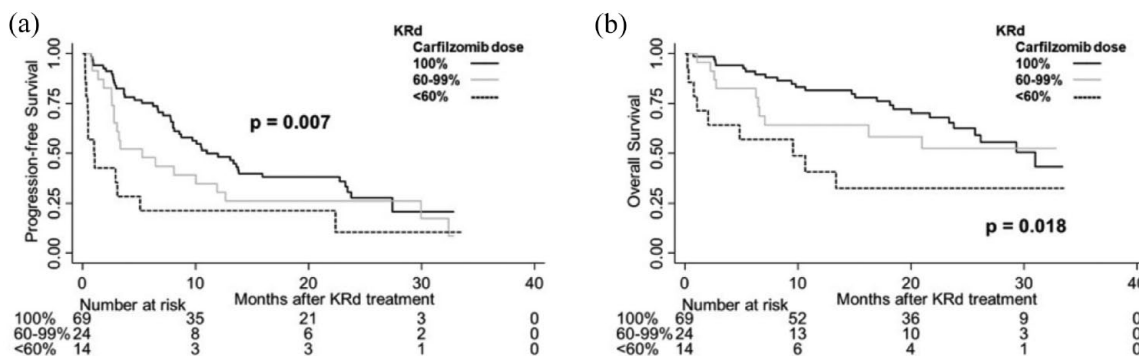 (a)
KRd
Carfilzomib dose
100%
60-99%
<60%
1.00
0.75
0.50
0.25
0.00
Progression-free Survival
p = 0.007
0 10 20 30 40
Number at risk Months after KRd treatment
100% 69 35 21 3 0
60-99% 24 8 6 2 0
<60% 14 3 3 1 0
(b)
KRd
Carfilzomib dose
100%
60-99%
<60%
1.00
0.75
0.50
0.25
0.00
Overall Survival
p = 0.018
0 10 20 30 40
Number at risk Months after KRd treatment
100% 69 52 36 9 0
60-99% 24 13 10 3 0
<60% 14 6 4 1 0